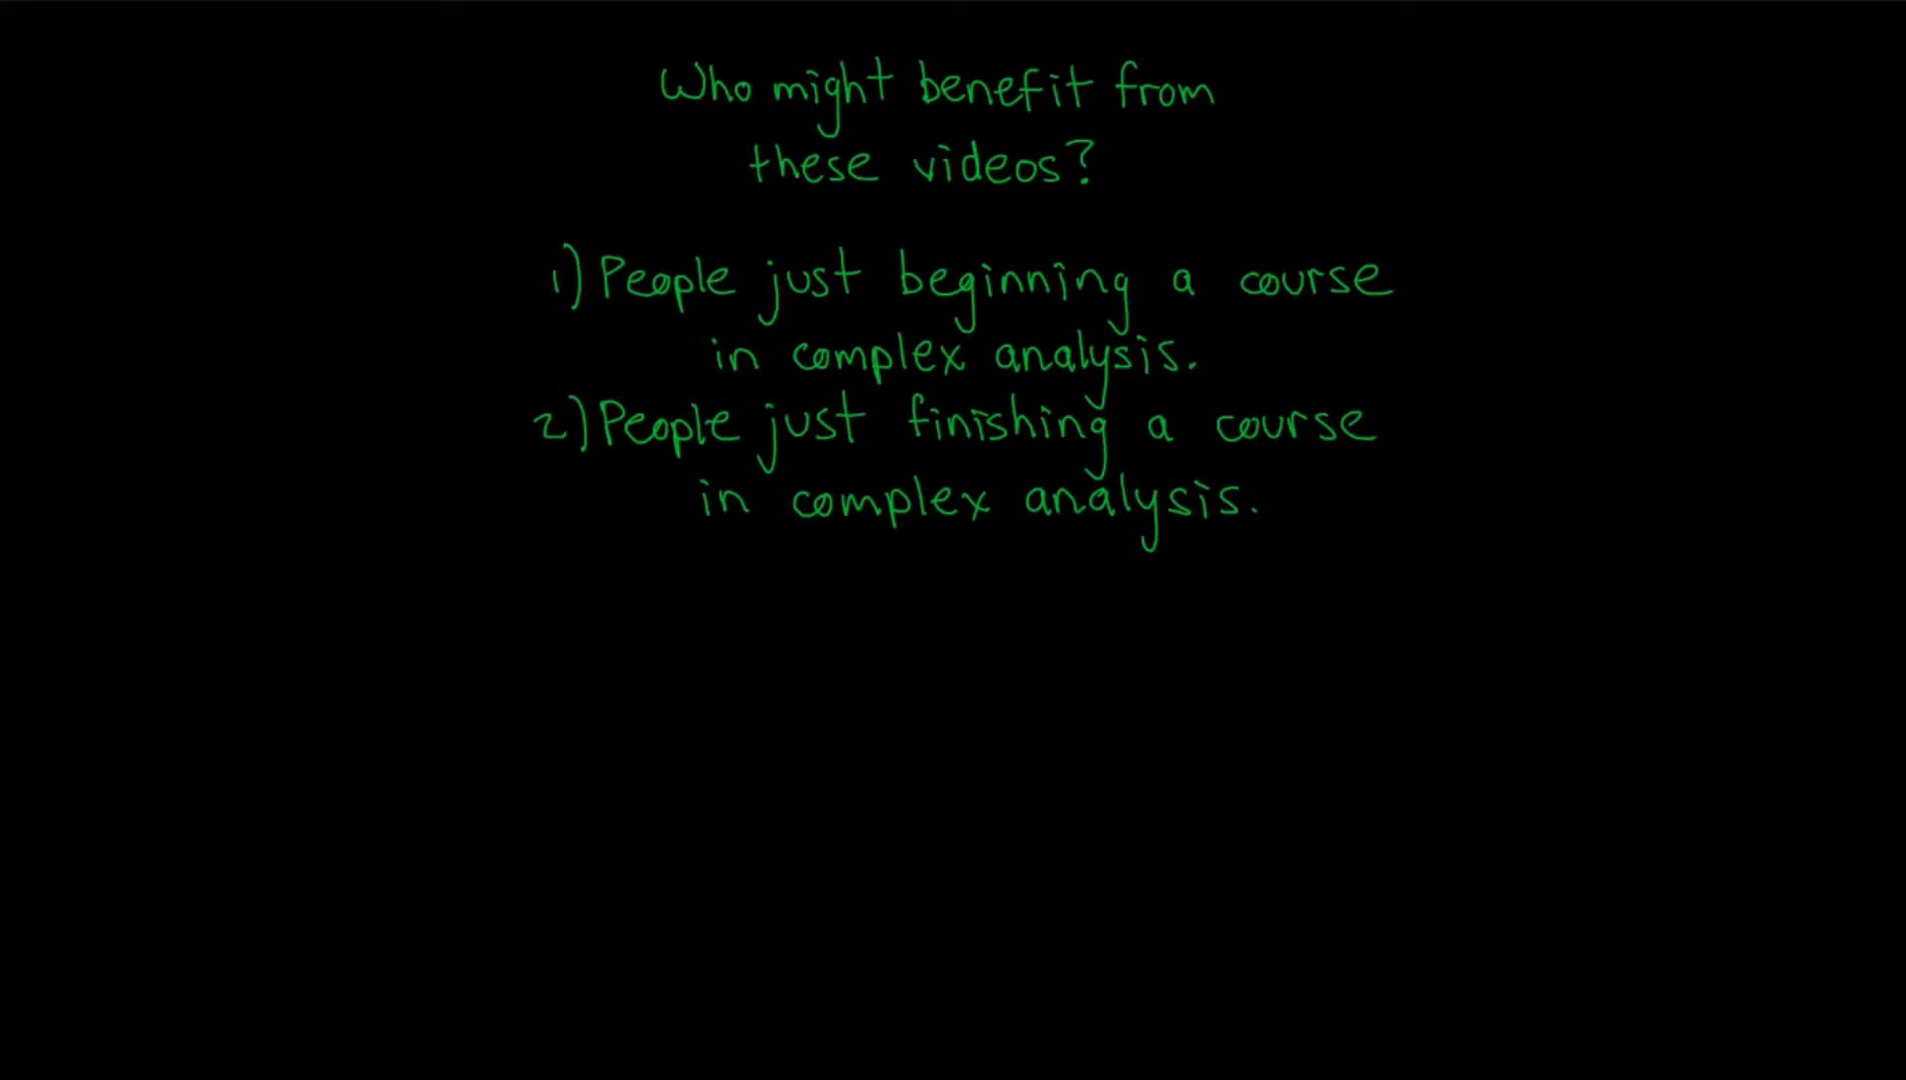 Who might benefit from
these videos?
1) People just beginning a course
in complex analysis.
2) People just finishing a course
in complex analysis.